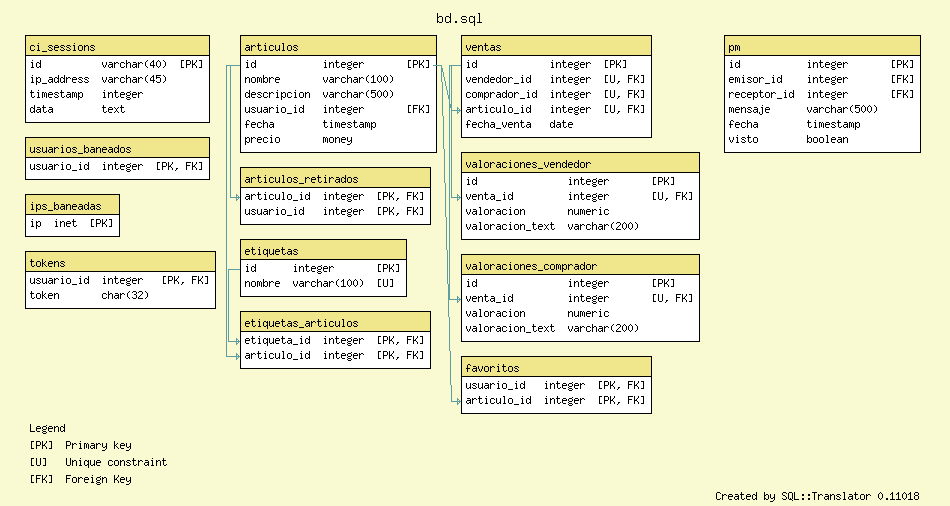 bd.sql
ci_sessions
id varchar(40) [PK]
ip_address varchar(45)
timestamp integer
data text
usuarios_baneados
usuario_id integer [PK, FK]
ips_baneadas
ip inet [PK]
tokens
usuario_id integer [PK, FK]
token char(32)
articulos
id integer [PK]
nombre varchar(100)
descripcion varchar(500)
usuario_id integer [FK]
fecha timestamp
precio money
articulos_retirados
articulo_id integer [PK, FK]
usuario_id integer [PK, FK]
etiquetas
id integer [PK]
nombre varchar(100) [U]
etiquetas_articulos
etiqueta_id integer [PK, FK]
articulo_id integer [PK, FK]
ventas
id integer [PK]
vendedor_id integer [U, FK]
comprador_id integer [U, FK]
articulo_id integer [U, FK]
fecha_venta date
valoraciones_vendedor
id integer [PK]
venta_id integer [U, FK]
valoracion numeric
valoracion_text varchar(200)
valoraciones_comprador
id integer [PK]
venta_id integer [U, FK]
valoracion numeric
valoracion_text varchar(200)
favoritos
usuario_id integer [PK, FK]
articulo_id integer [PK, FK]
pm
id integer [PK]
emisor_id integer [FK]
receptor_id integer [FK]
mensaje varchar(500)
fecha timestamp
visto boolean
Legend
[PK] Primary key
[U] Unique constraint
[FK] Foreign Key
Created by SQL::Translator 0.11018